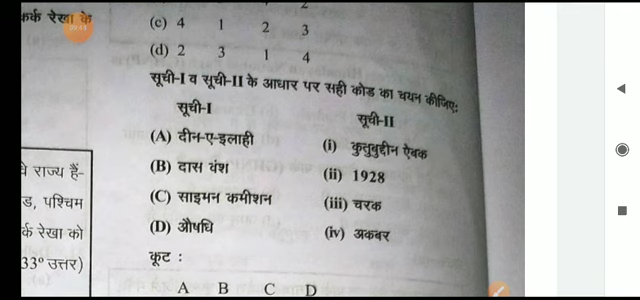 कर्क रेखा के
(c) 4 1 2 3
(d) 2 3 1 4
सूची-I व सूची-II के आधार पर सही कोड का चयन कीजिए:
सूची-I सूची-II
(A) दीन-ए-इलाही (i) कुतुबुद्दीन ऐबक
(B) दास वंश (ii) 1928
(C) साइमन कमीशन (iii) चरक
(D) औषधि (iv) अकबर
कूट :
A B C D
वे राज्य हैं-
ड, पश्चिम
र्क रेखा को
33° उत्तर)